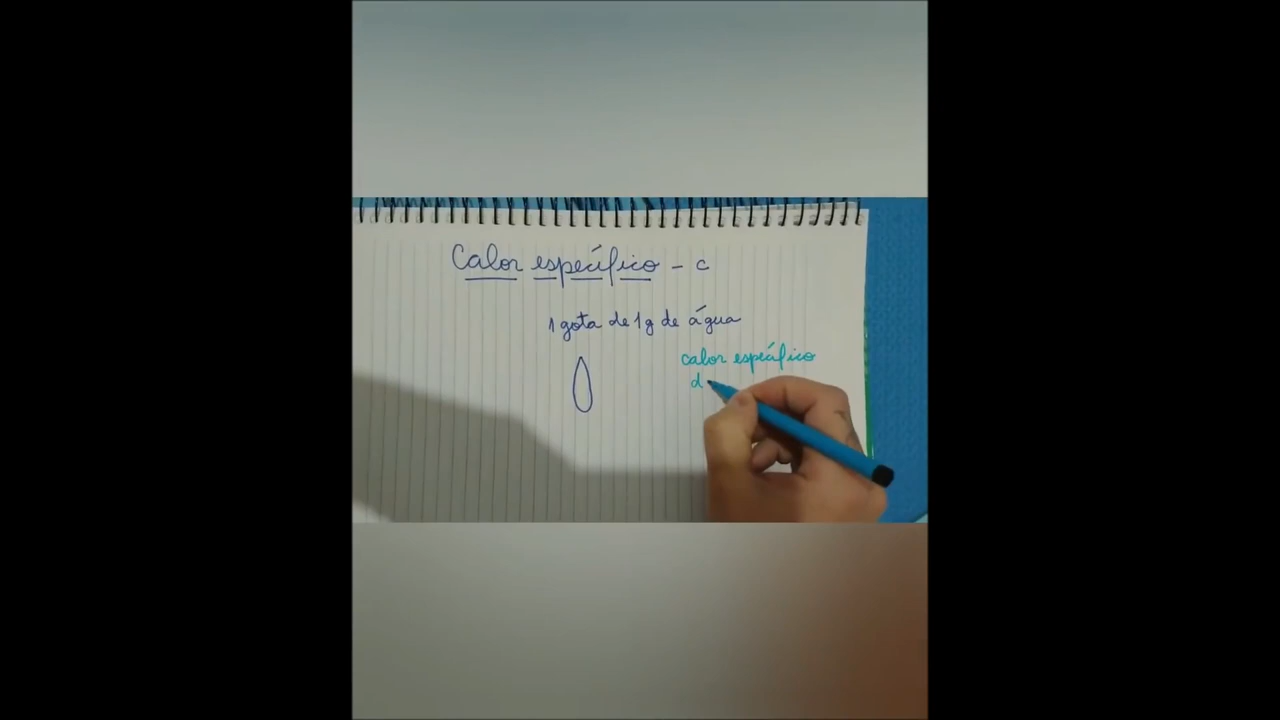 Calor específico - c
1 gota de 1g de água
calor específico
d